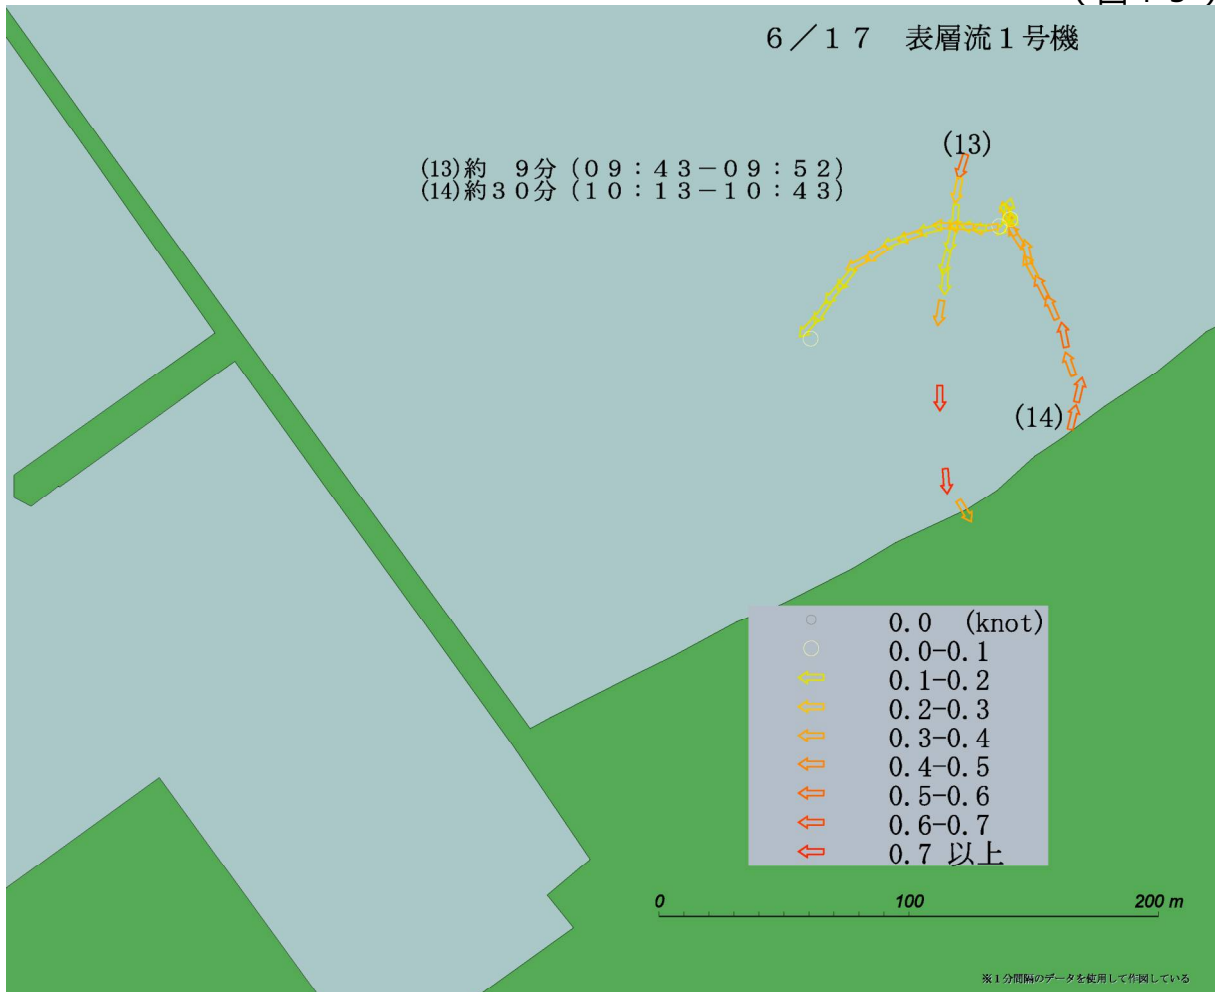 6／17　表層流1号機
(13)
(13)約　9分（09：43－09：52）
(14)約30分（10：13－10：43）
(14)
0.0 (knot)
0.0-0.1
0.1-0.2
0.2-0.3
0.3-0.4
0.4-0.5
0.5-0.6
0.6-0.7
0.7 以上
0 100 200 m
※1分間隔のデータを使用して作図している